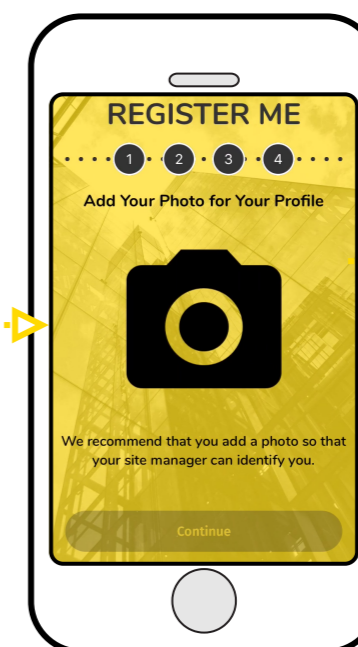 REGISTER ME
1 2 3 4
Add Your Photo for Your Profile
We recommend that you add a photo so that
your site manager can identify you.
Continue